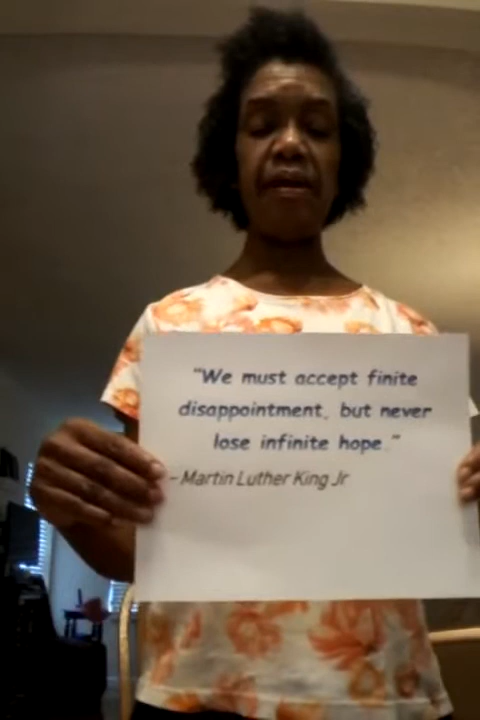 "We must accept finite
disappointment, but never
lose infinite hope."
- Martin Luther King Jr